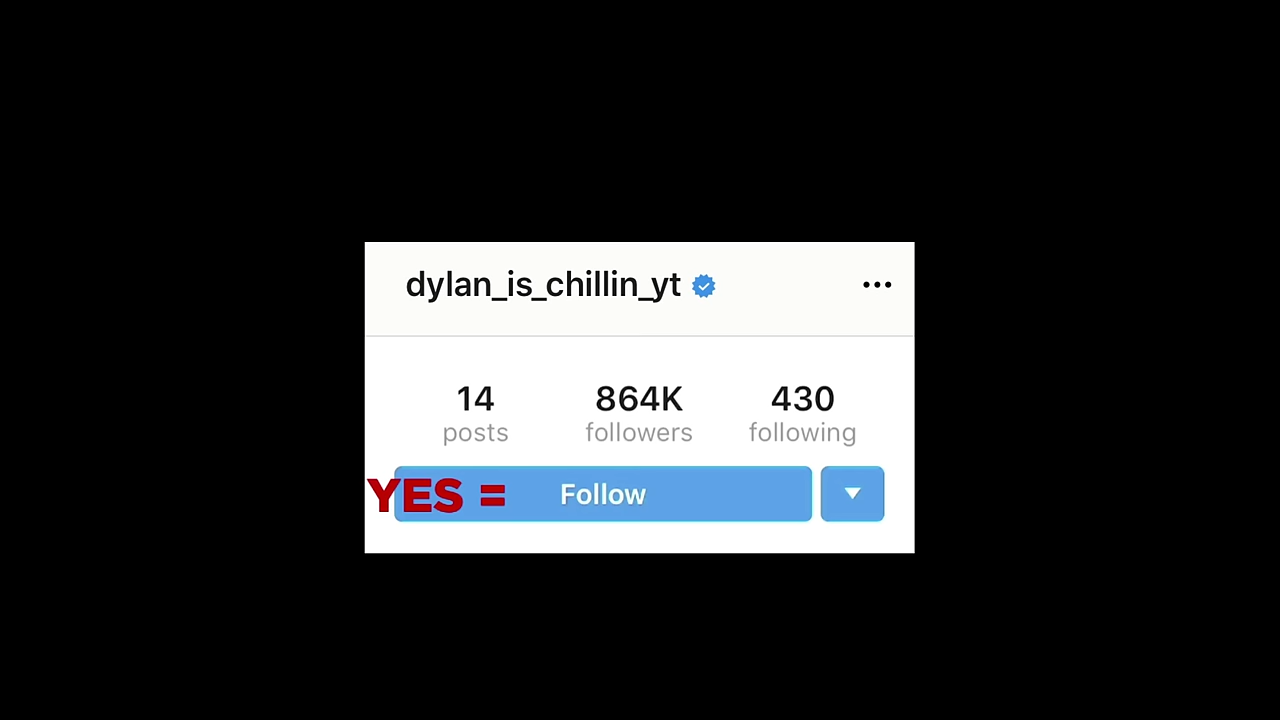 dylan_is_chillin_yt
14 864K 430
posts followers following
YES = Follow